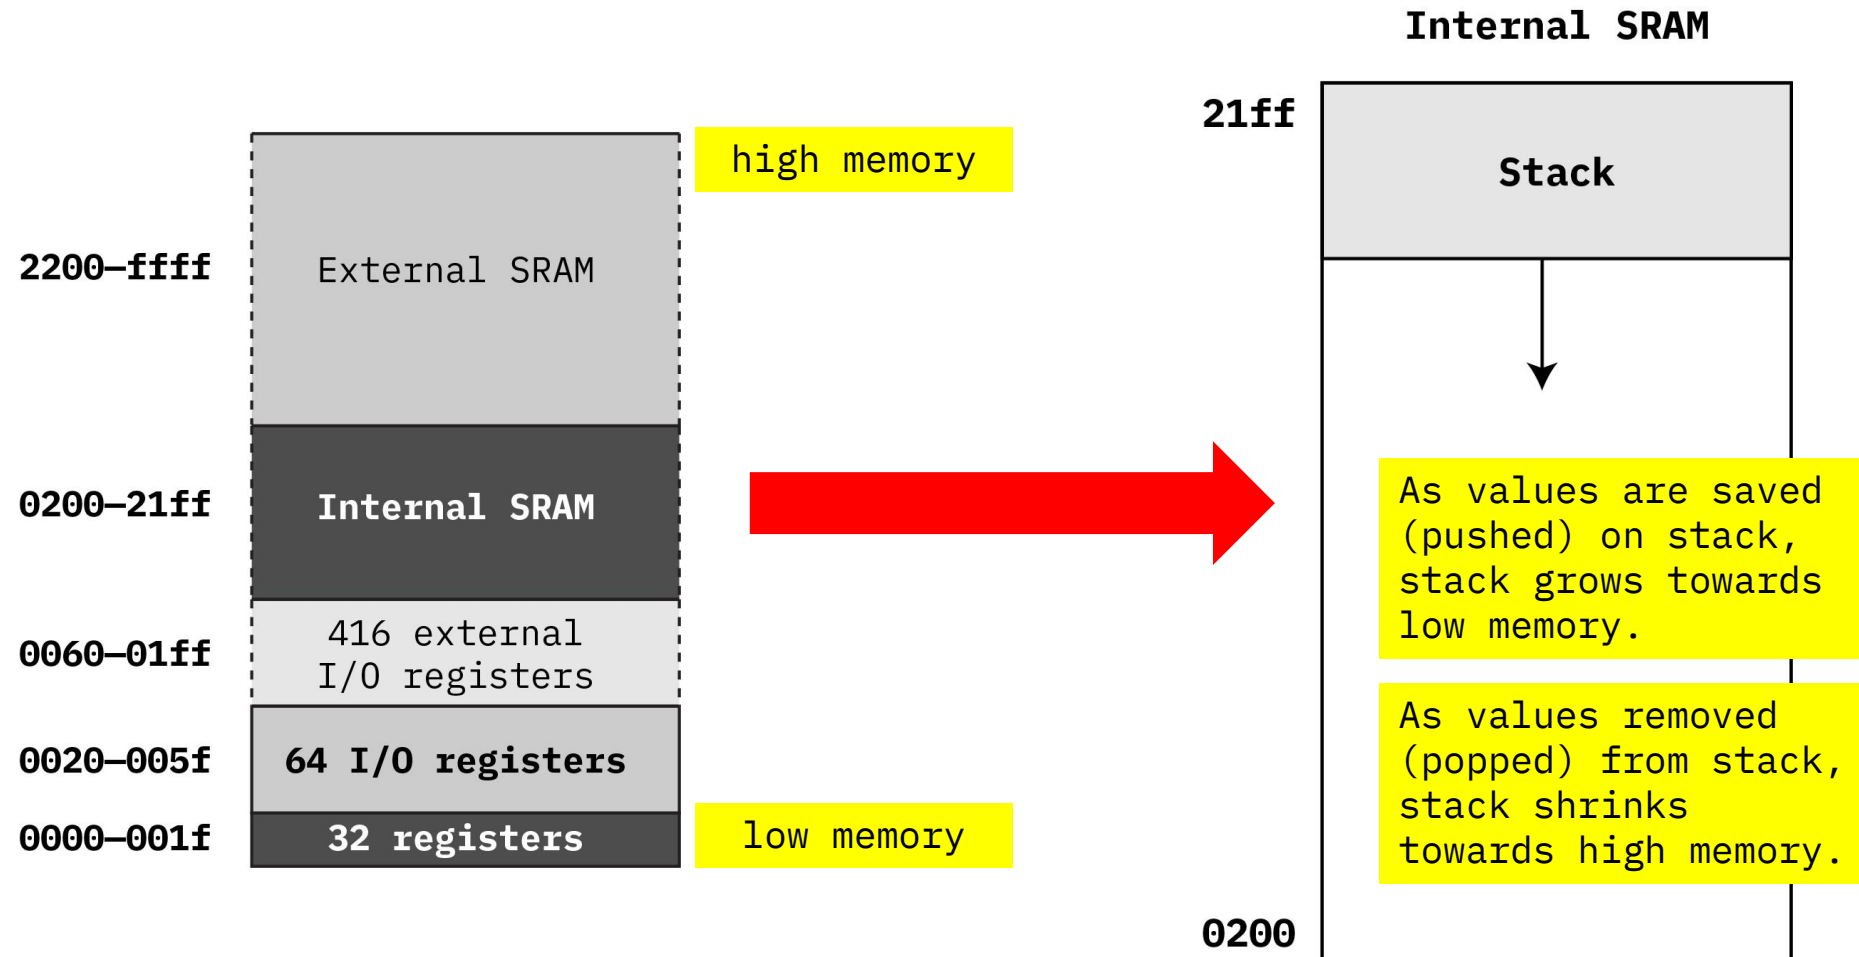 Internal SRAM
high memory
2200–ffff
External SRAM
0200–21ff
Internal SRAM
0060–01ff
416 external
I/O registers
0020–005f
64 I/O registers
0000–001f
32 registers
low memory
21ff
Stack
As values are saved
(pushed) on stack,
stack grows towards
low memory.
As values removed
(popped) from stack,
stack shrinks
towards high memory.
0200